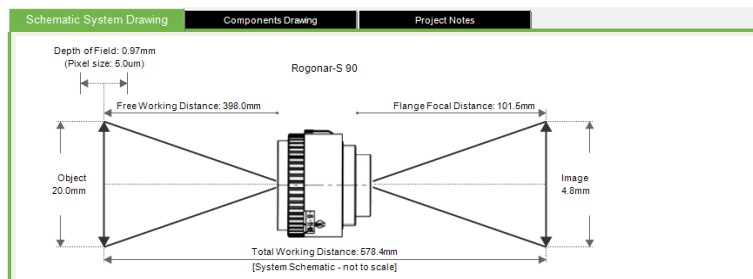 Schematic System Drawing
Components Drawing
Project Notes
Depth of Field: 0.97mm
(Pixel size: 5.0um)
Rogonar-S 90
Free Working Distance: 398.0mm
Flange Focal Distance: 101.5mm
Object
20.0mm
Image
4.8mm
Total Working Distance: 578.4mm
[System Schematic - not to scale]